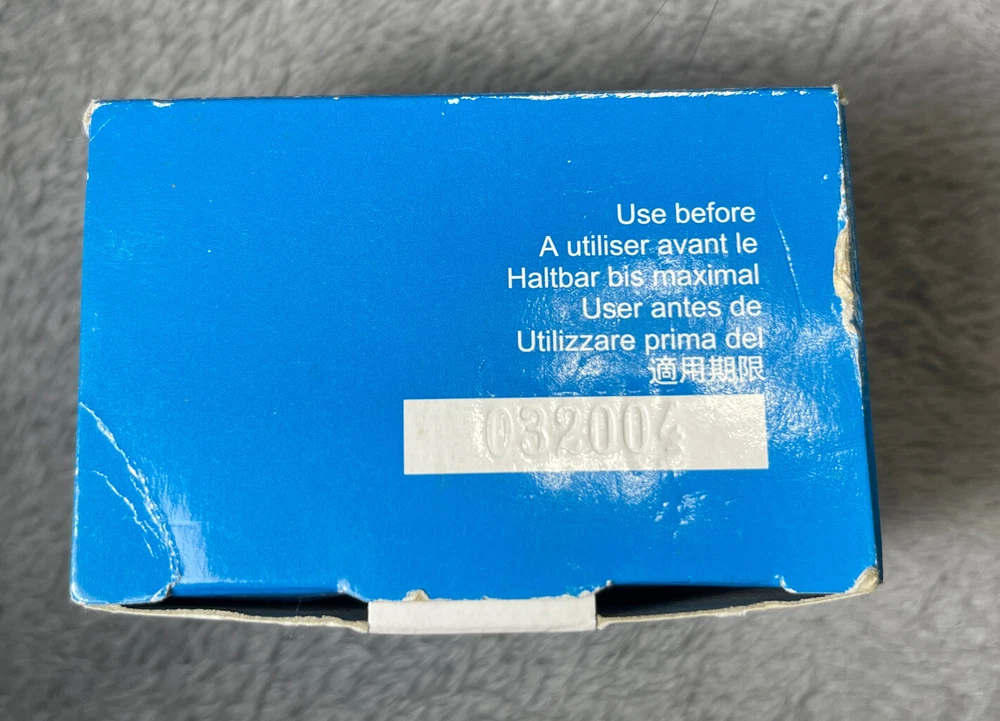 Use before
A utiliser avant le
Haltbar bis maximal
User antes de
Utilizzare prima del
適用期限
032004